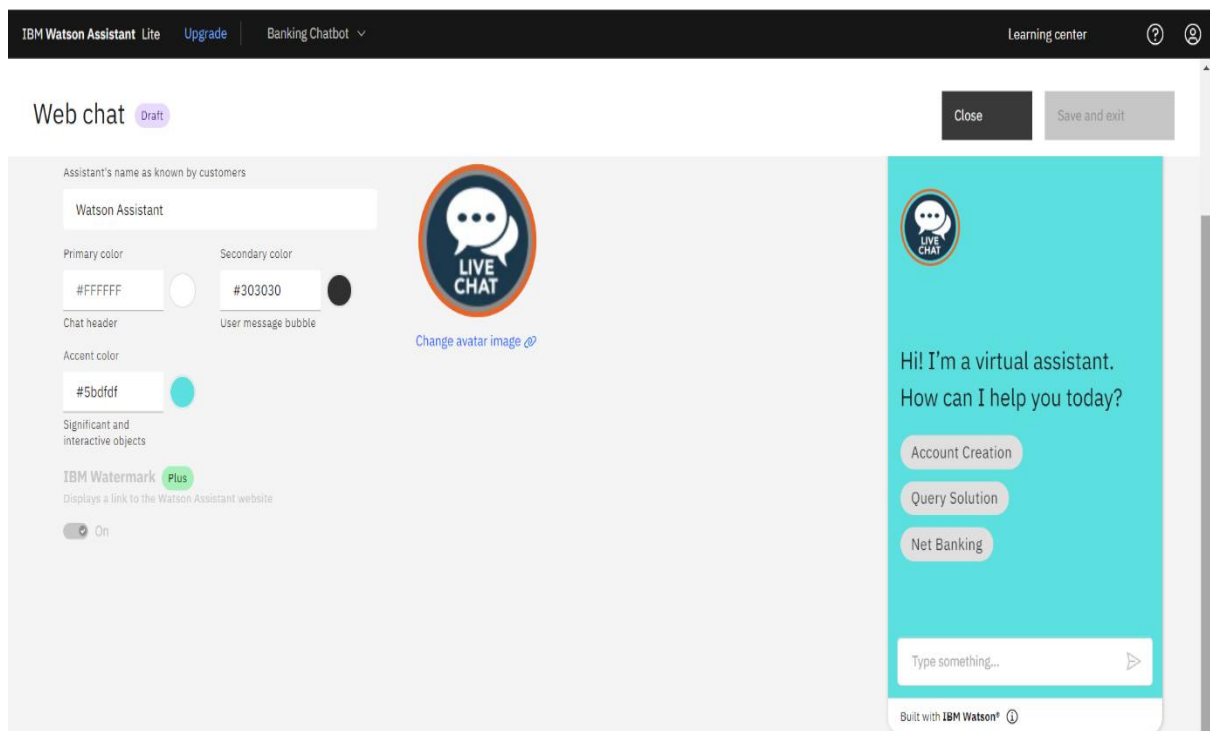 IBM Watson Assistant Lite Upgrade Banking Chatbot Learning center
Web chat Draft
Close Save and exit
Assistant's name as known by customers
Watson Assistant
Primary color Secondary color
#FFFFFF #303030
Chat header User message bubble
Accent color
#5bdfdf
Significant and
interactive objects
IBM Watermark Plus
Displays a link to the Watson Assistant website
On
LIVE
CHAT
Change avatar image
LIVE
CHAT
Hi! I'm a virtual assistant.
How can I help you today?
Account Creation
Query Solution
Net Banking
Type something...
Built with IBM Watson®